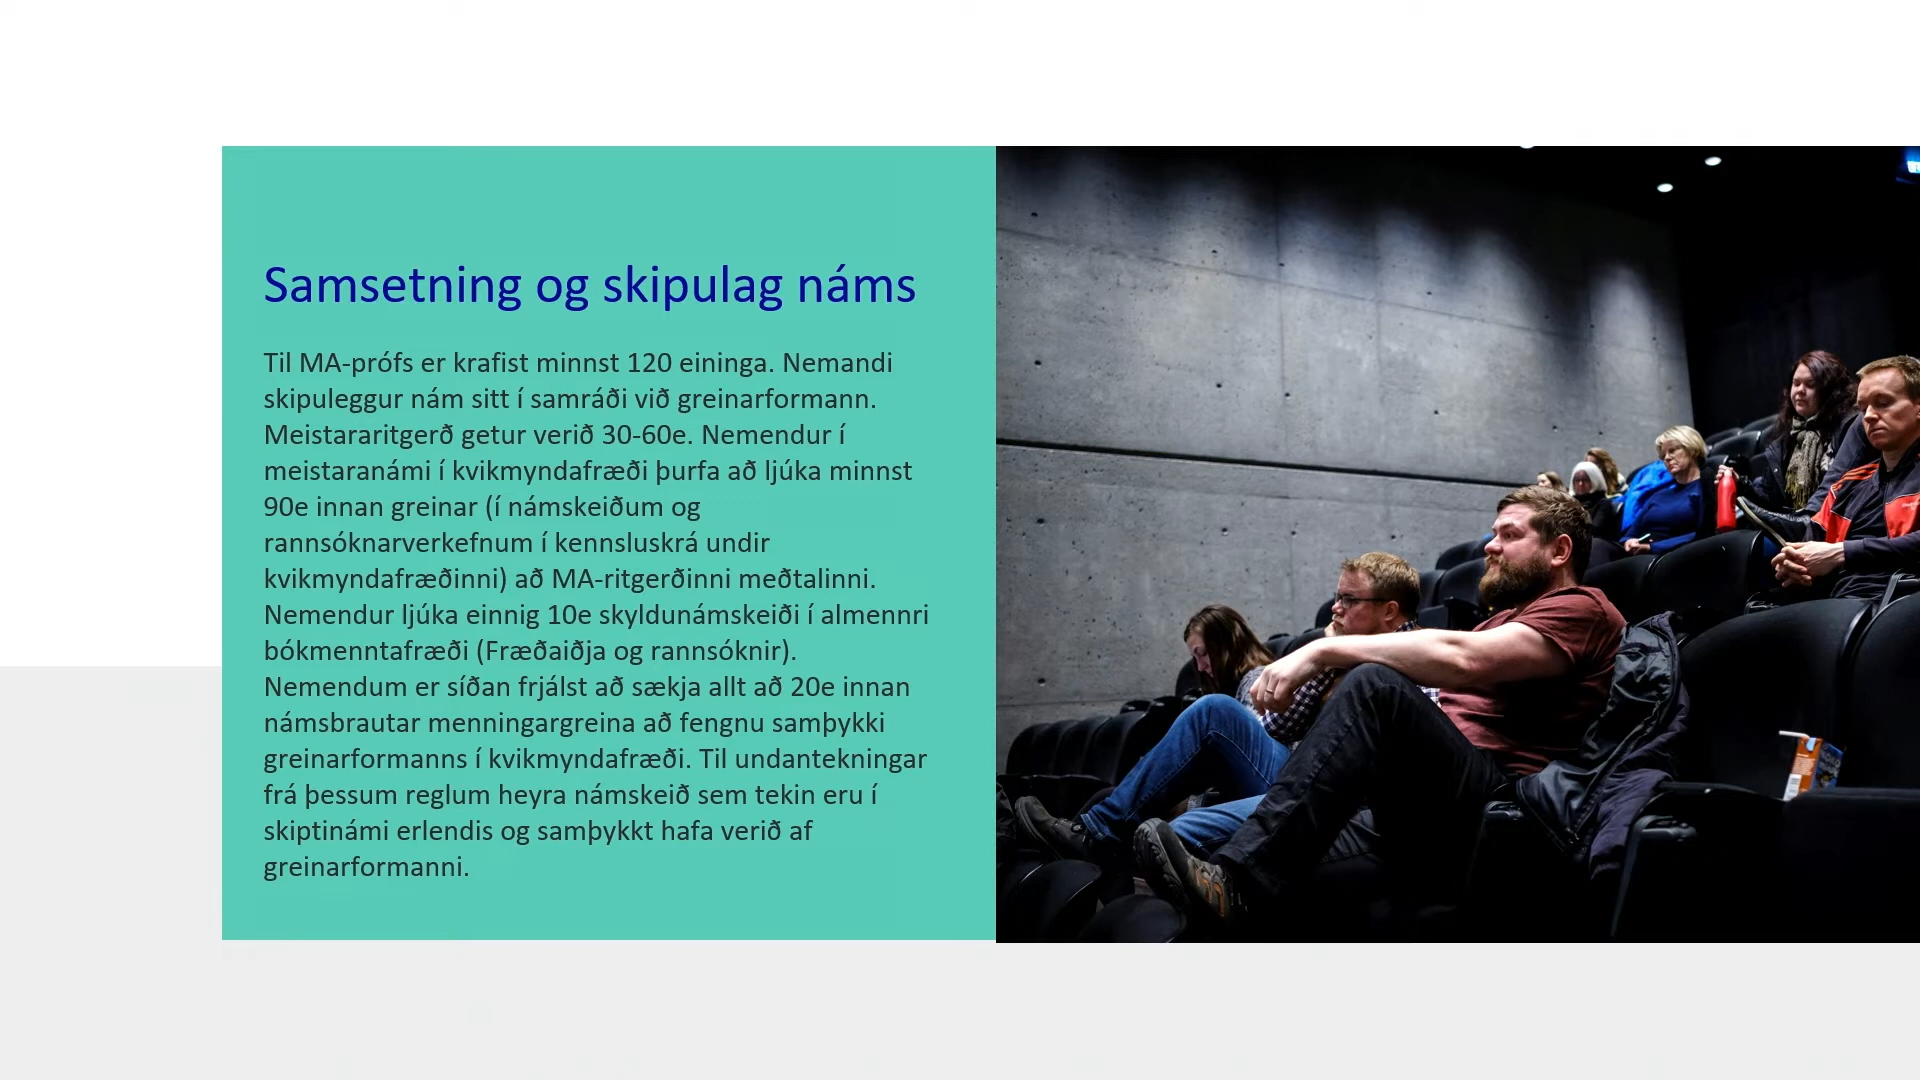 Samsetning og skipulag náms
Til MA-prófs er krafist minnst 120 eininga. Nemandi
skipuleggur nám sitt í samráði við greinarformann.
Meistararitgerð getur verið 30-60e. Nemendur í
meistaranámi í kvikmyndafræði þurfa að ljúka minnst
90e innan greinar (í námskeiðum og
rannsóknarverkefnum í kennsluskrá undir
kvikmyndafræðinni) að MA-ritgerðinni meðtalinni.
Nemendur ljúka einnig 10e skyldunámskeiði í almennri
bókmenntafræði (Fræðaiðja og rannsóknir).
Nemendum er síðan frjálst að sækja allt að 20e innan
námsbrautar menningargreina að fengnu samþykki
greinarformanns í kvikmyndafræði. Til undantekningar
frá þessum reglum heyra námskeið sem tekin eru í
skiptinámi erlendis og samþykkt hafa verið af
greinarformanni.